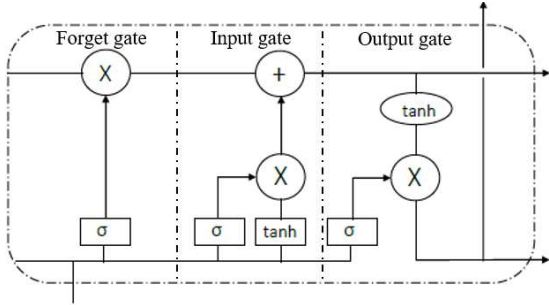 Forget gate Input gate Output gate
X +
tanh
X X
σ σ tanh σ